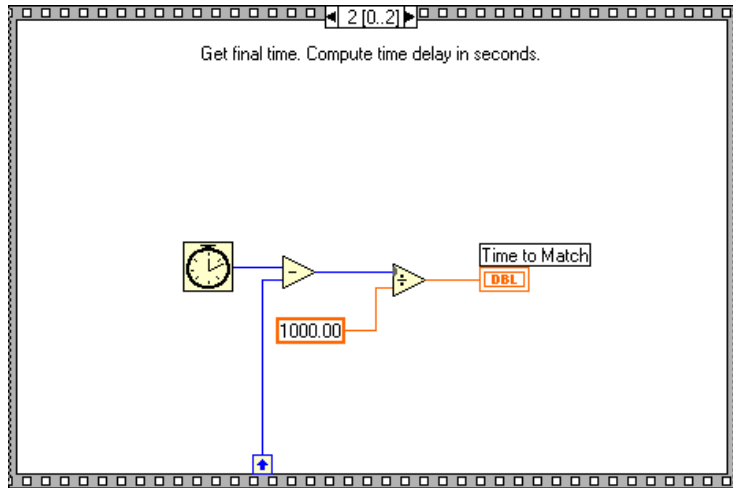 2 [0..2]
Get final time. Compute time delay in seconds.
Time to Match
DBL
1000.00